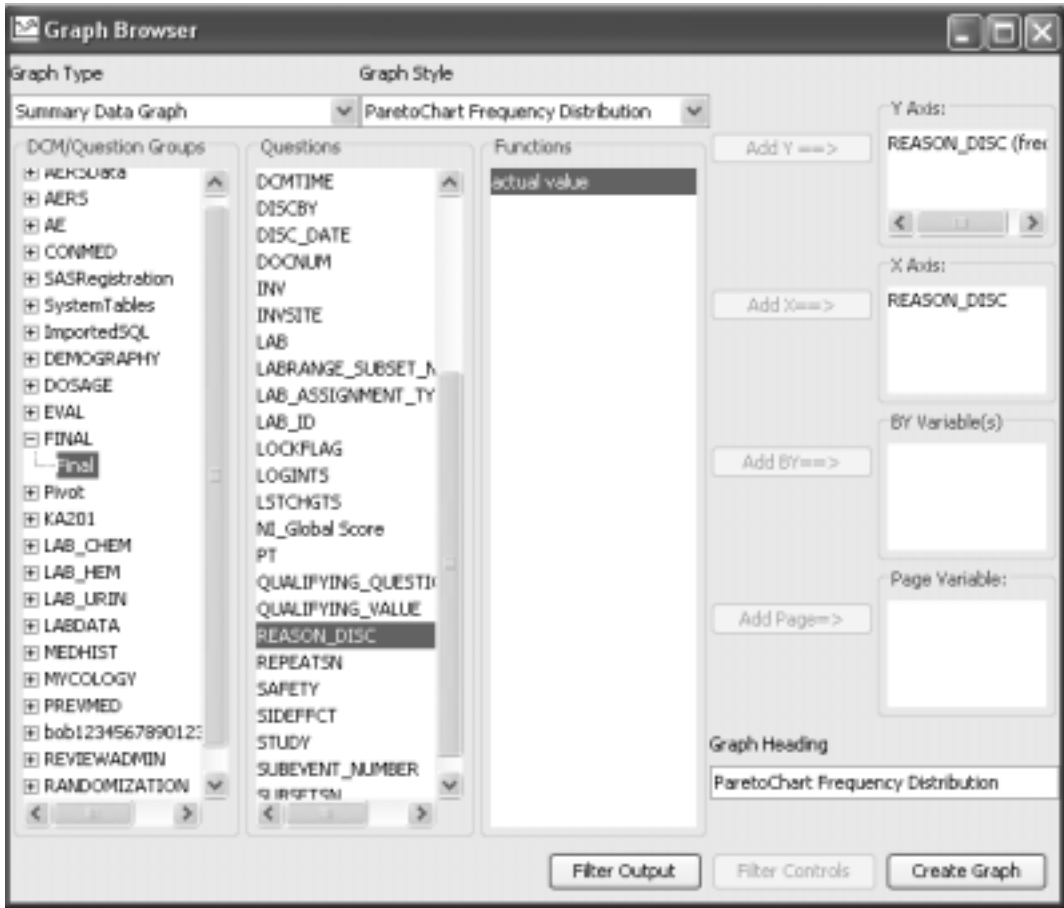 Graph Browser
Graph Type
Graph Style
Summary Data Graph
ParetoChart Frequency Distribution
DCM/Question Groups
AERSData
AERS
AE
CONMED
SASRegistration
SystemTables
ImportedSQL
DEMOGRAPHY
DOSAGE
EVAL
FINAL
Final
Pivot
KA201
LAB_CHEM
LAB_HEM
LAB_URIN
LABDATA
MEDHIST
MYCOLOGY
PREVMED
bob1234567890123
REVIEWADMIN
RANDOMIZATION
Questions
DCMTIME
DISCBY
DISC_DATE
DOCNUM
INV
INVSITE
LAB
LABRANGE_SUBSET_N
LAB_ASSIGNMENT_TY
LAB_ID
LOCKFLAG
LOGINTS
LSTCHGTS
NI_Global Score
PT
QUALIFYING_QUESTI
QUALIFYING_VALUE
REASON_DISC
REPEATSN
SAFETY
SIDEFFCT
STUDY
SUBEVENT_NUMBER
SUBSETSN
Functions
actual value
Add Y ==>
Add X==>
Add BY==>
Add Page=>
Y Axis:
REASON_DISC (fre
X Axis:
REASON_DISC
BY Variable(s)
Page Variable:
Graph Heading
ParetoChart Frequency Distribution
Filter Output
Filter Controls
Create Graph